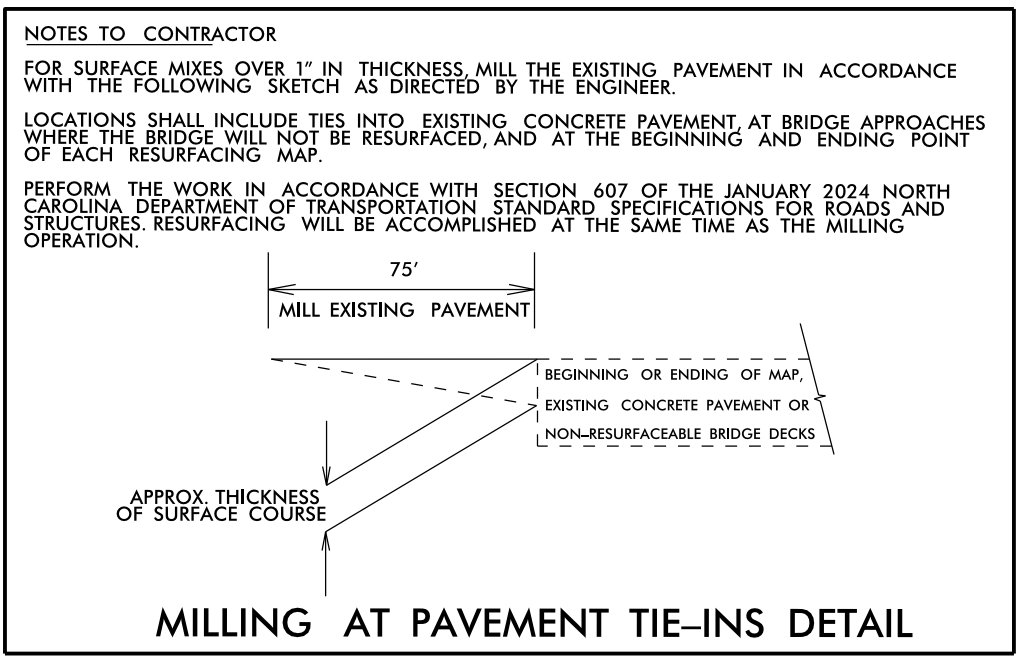 NOTES TO CONTRACTOR
FOR SURFACE MIXES OVER 1" IN THICKNESS, MILL THE EXISTING PAVEMENT IN ACCORDANCE
WITH THE FOLLOWING SKETCH AS DIRECTED BY THE ENGINEER.
LOCATIONS SHALL INCLUDE TIES INTO EXISTING CONCRETE PAVEMENT, AT BRIDGE APPROACHES
WHERE THE BRIDGE WILL NOT BE RESURFACED, AND AT THE BEGINNING AND ENDING POINT
OF EACH RESURFACING MAP.
PERFORM THE WORK IN ACCORDANCE WITH SECTION 607 OF THE JANUARY 2024 NORTH
CAROLINA DEPARTMENT OF TRANSPORTATION STANDARD SPECIFICATIONS FOR ROADS AND
STRUCTURES. RESURFACING WILL BE ACCOMPLISHED AT THE SAME TIME AS THE MILLING
OPERATION.
75'
MILL EXISTING PAVEMENT
BEGINNING OR ENDING OF MAP,
EXISTING CONCRETE PAVEMENT OR
NON-RESURFACEABLE BRIDGE DECKS
APPROX. THICKNESS
OF SURFACE COURSE
MILLING AT PAVEMENT TIE-INS DETAIL